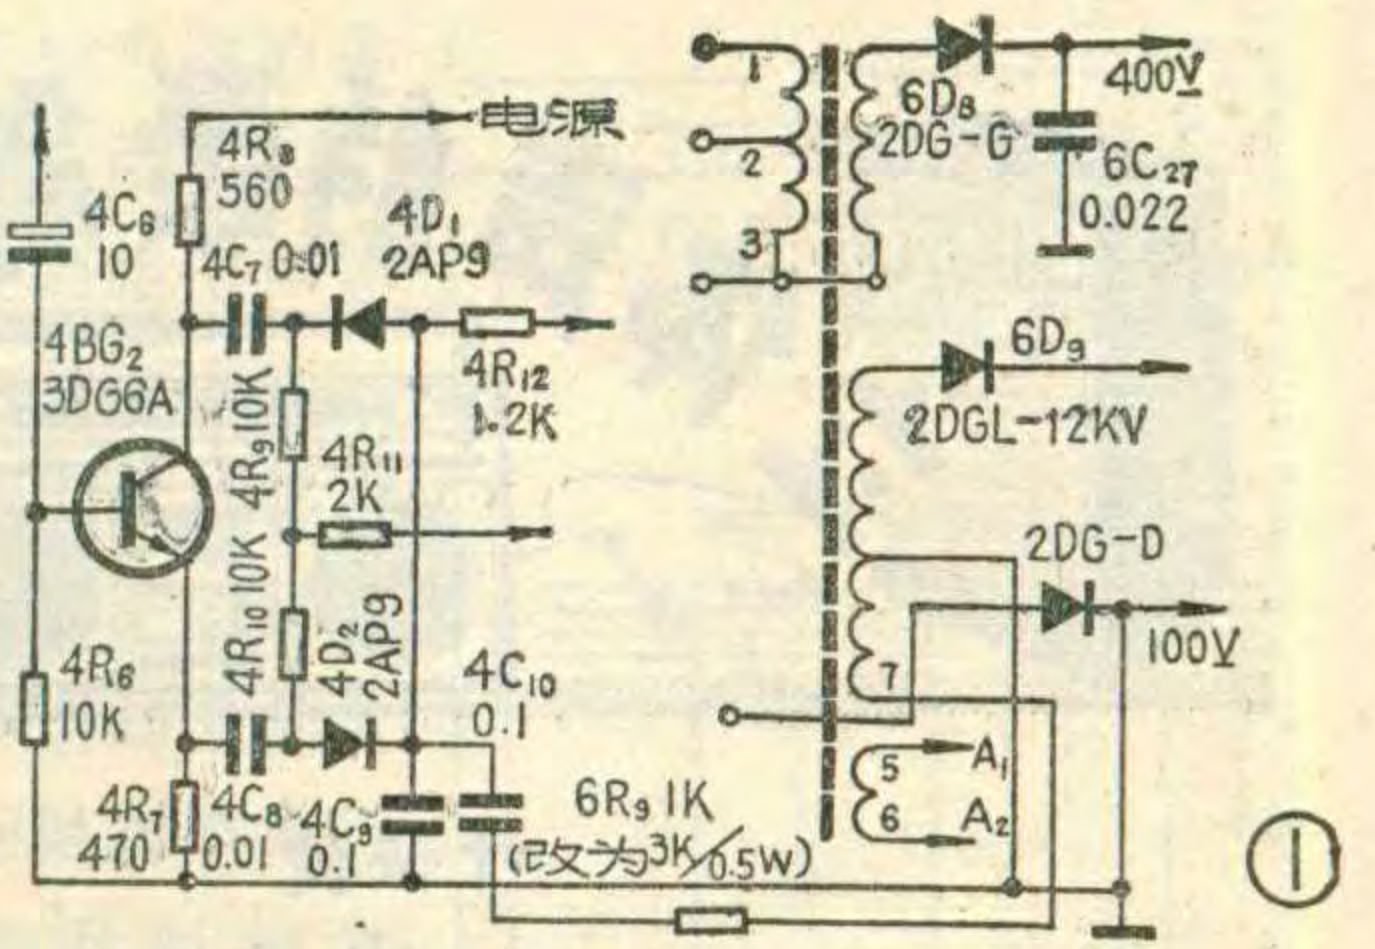 电源
4R₈
560
4C₆
10
4C₇ 0.01
4D₁
2AP9
4BG₂
3DG6A
4R₉ 10K
4R₁₂
1.2K
4R₁₁
2K
4R₁₀ 10K
4D₂
2AP9
4R₆
10K
4C₁₀
0.1
4R₇
470
4C₈
0.01
4C₉
0.1
6R₉ 1K
(改为3K/0.5W)
1
2
3
6D₈
2DG-G
400V
6C₂₇
0.022
6D₉
2DGL-12KV
2DG-D
100V
7
5
A₁
6
A₂
①